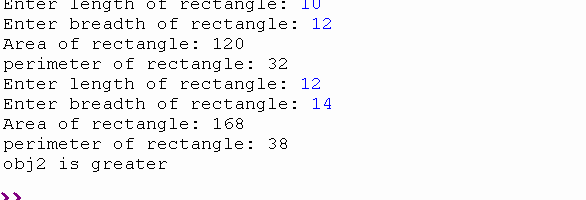 Enter length of rectangle: 10
Enter breadth of rectangle: 12
Area of rectangle: 120
perimeter of rectangle: 32
Enter length of rectangle: 12
Enter breadth of rectangle: 14
Area of rectangle: 168
perimeter of rectangle: 38
obj2 is greater
>>